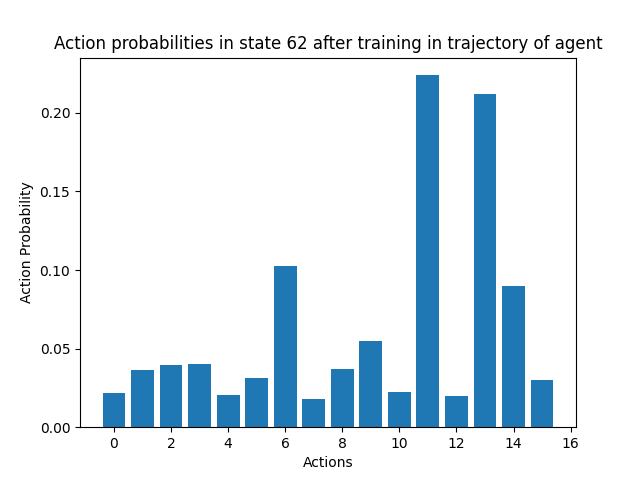 Action probabilities in state 62 after training in trajectory of agent
Action Probability
0.20
0.15
0.10
0.05
0.00
0 2 4 6 8 10 12 14 16
Actions